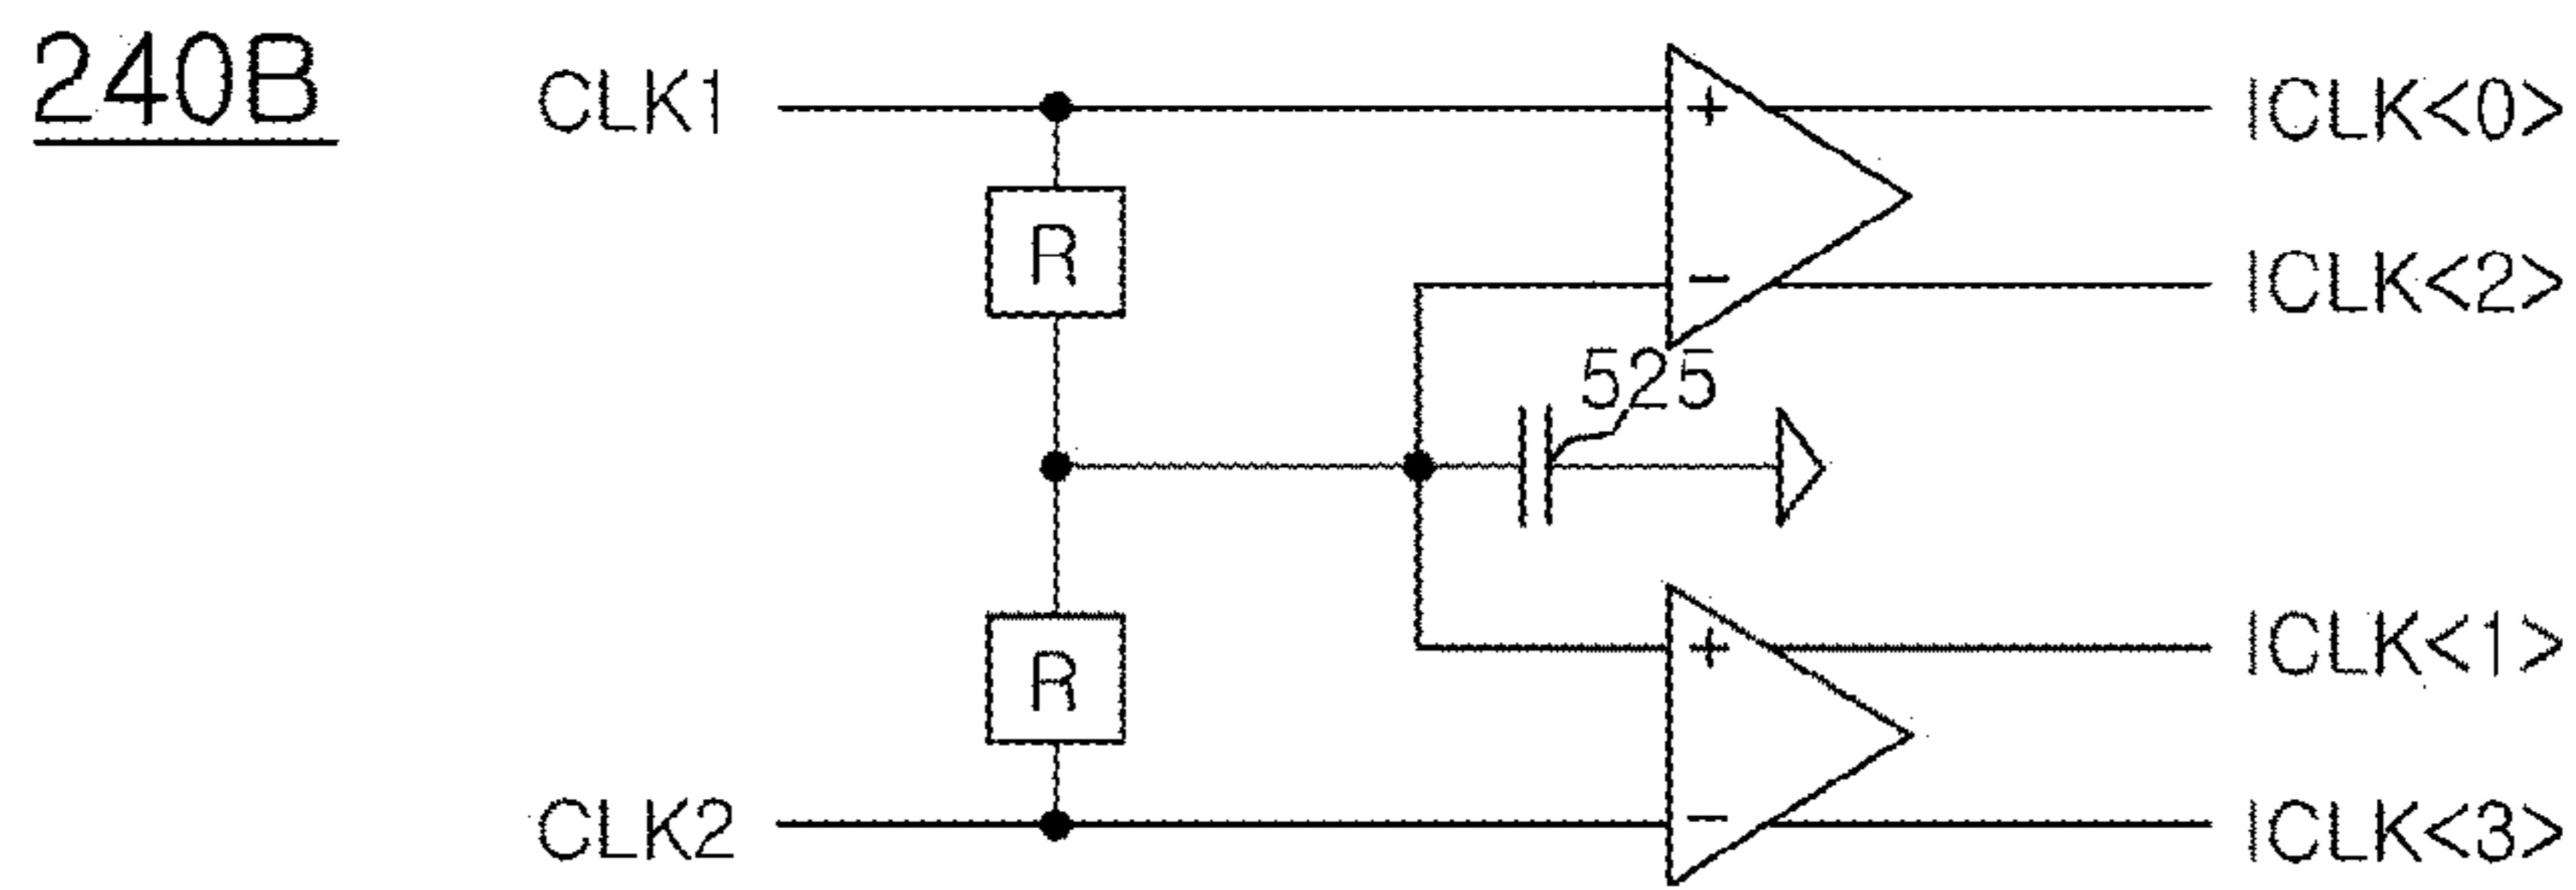 240B
CLK1
+
ICLK<0>
R
-
ICLK<2>
525
+
ICLK<1>
R
CLK2
-
ICLK<3>